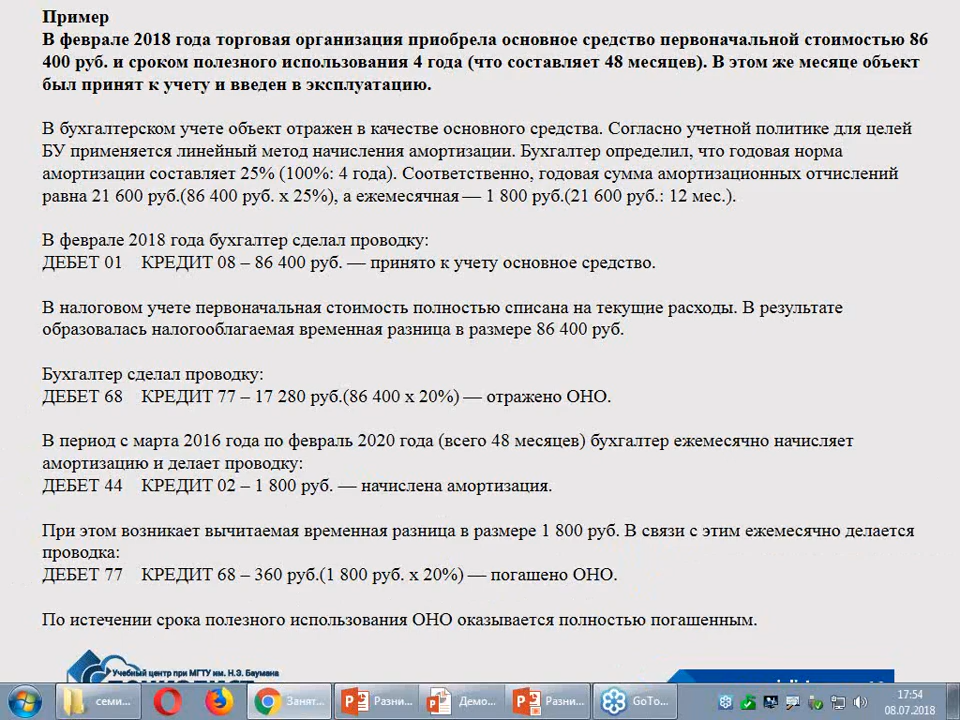 Пример
В феврале 2018 года торговая организация приобрела основное средство первоначальной стоимостью 86
400 руб. и сроком полезного использования 4 года (что составляет 48 месяцев). В этом же месяце объект
был принят к учету и введен в эксплуатацию.
В бухгалтерском учете объект отражен в качестве основного средства. Согласно учетной политике для целей
БУ применяется линейный метод начисления амортизации. Бухгалтер определил, что годовая норма
амортизации составляет 25% (100%: 4 года). Соответственно, годовая сумма амортизационных отчислений
равна 21 600 руб.(86 400 руб. х 25%), а ежемесячная — 1 800 руб.(21 600 руб.: 12 мес.).
В феврале 2018 года бухгалтер сделал проводку:
ДЕБЕТ 01 КРЕДИТ 08 – 86 400 руб. — принято к учету основное средство.
В налоговом учете первоначальная стоимость полностью списана на текущие расходы. В результате
образовалась налогооблагаемая временная разница в размере 86 400 руб.
Бухгалтер сделал проводку:
ДЕБЕТ 68 КРЕДИТ 77 – 17 280 руб.(86 400 х 20%) — отражено ОНО.
В период с марта 2016 года по февраль 2020 года (всего 48 месяцев) бухгалтер ежемесячно начисляет
амортизацию и делает проводку:
ДЕБЕТ 44 КРЕДИТ 02 – 1 800 руб. — начислена амортизация.
При этом возникает вычитаемая временная разница в размере 1 800 руб. В связи с этим ежемесячно делается
проводка:
ДЕБЕТ 77 КРЕДИТ 68 – 360 руб.(1 800 руб. х 20%) — погашено ОНО.
По истечении срока полезного использования ОНО оказывается полностью погашенным.
Учебный центр при МГТУ им. Н.Э. Баумана
семи... Занят... Разни... Демо... Разни... GoTo... 17:54
08.07.2018